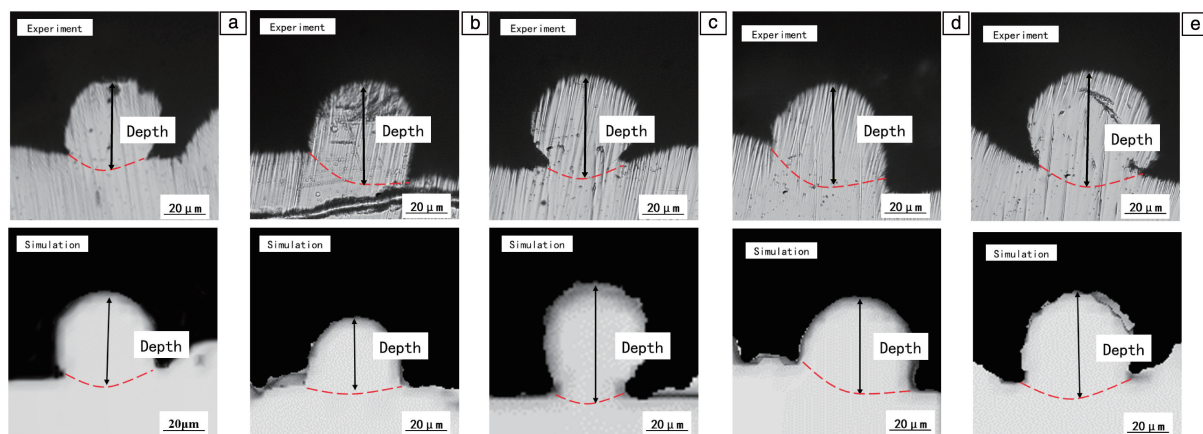 Experiment
a
Depth
20 μm
Experiment
b
Depth
20 μm
Experiment
c
Depth
20 μm
Experiment
d
Depth
20 μm
Experiment
e
Depth
20 μm
Simulation
Depth
20μm
Simulation
Depth
20 μm
Simulation
Depth
20 μm
Simulation
Depth
20 μm
Simulation
Depth
20 μm